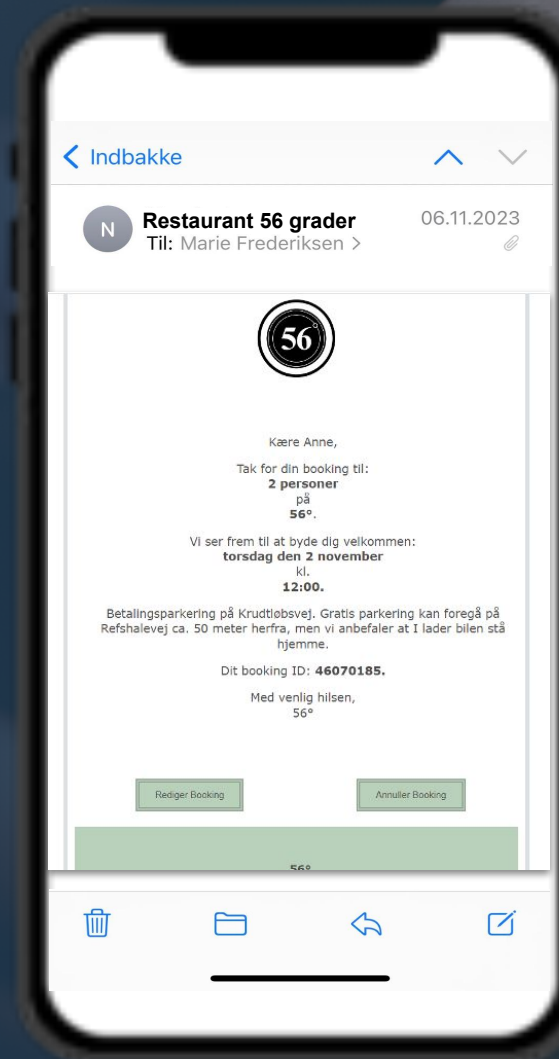 Indbakke
N
Restaurant 56 grader
06.11.2023
Til: Marie Frederiksen >
56°
Kære Anne,
Tak for din booking til:
2 personer
på
56°.
Vi ser frem til at byde dig velkommen:
torsdag den 2 november
kl.
12:00.
Betalingsparkering på Krudtløbsvej. Gratis parkering kan foregå på
Refshalevej ca. 50 meter herfra, men vi anbefaler at I lader bilen stå
hjemme.
Dit booking ID: 46070185.
Med venlig hilsen,
56°
Rediger Booking
Annuller Booking
56°